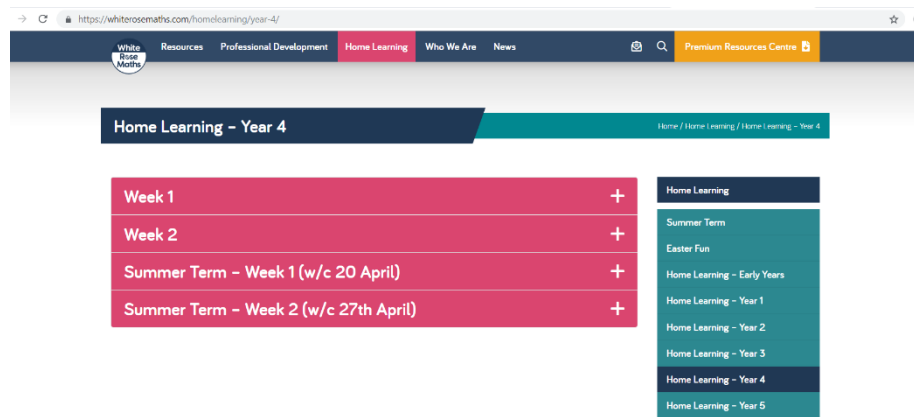 https://whiterosemaths.com/homelearning/year-4/
White Rose Maths
Resources Professional Development Home Learning Who We Are News Premium Resources Centre
Home Learning – Year 4
Home / Home Learning / Home Learning – Year 4
Week 1
Week 2
Summer Term – Week 1 (w/c 20 April)
Summer Term – Week 2 (w/c 27th April)
Home Learning
Summer Term
Easter Fun
Home Learning – Early Years
Home Learning – Year 1
Home Learning – Year 2
Home Learning – Year 3
Home Learning – Year 4
Home Learning – Year 5